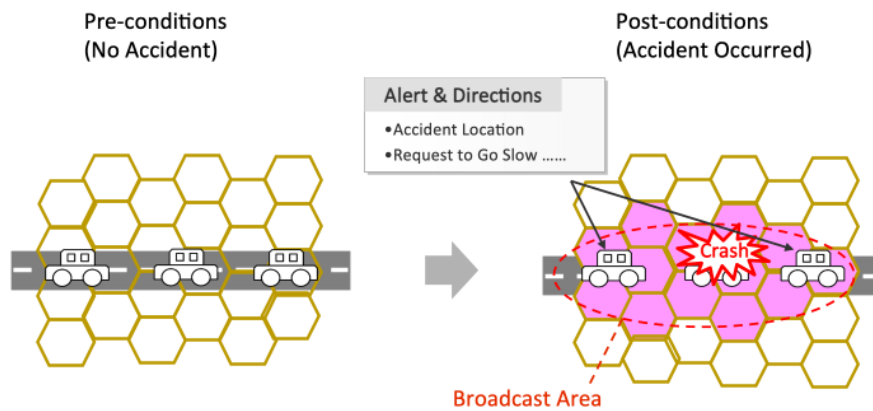 Pre-conditions
(No Accident)
Post-conditions
(Accident Occurred)
Alert & Directions
•Accident Location
•Request to Go Slow ......
Crash
Broadcast Area